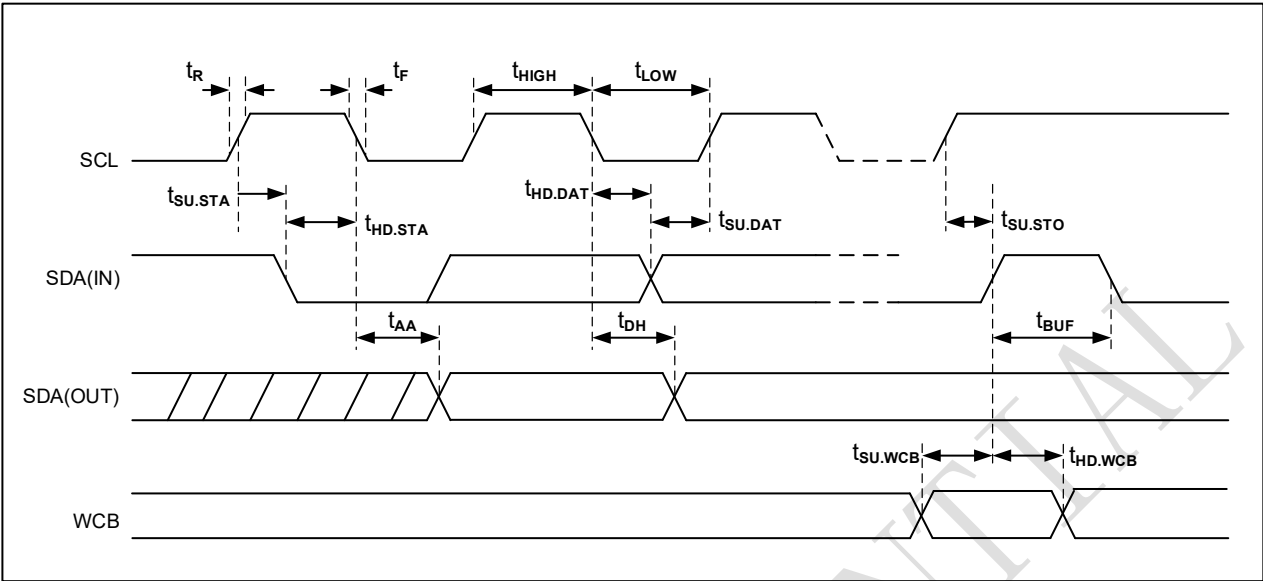 tR
tF
tHIGH
tLOW
SCL
tSU.STA
tHD.STA
tHD.DAT
tSU.DAT
tSU.STO
SDA(IN)
tAA
tDH
tBUF
SDA(OUT)
tSU.WCB
tHD.WCB
WCB
NTIAL